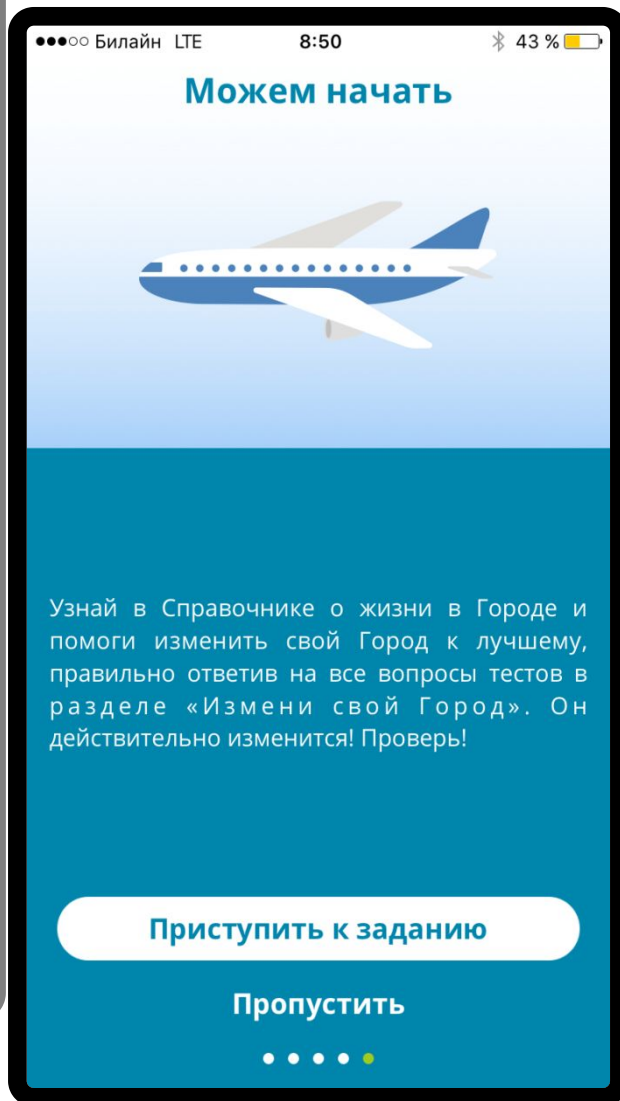 Билайн LTE 8:50 43 %
Можем начать
Узнай в Справочнике о жизни в Городе и
помоги изменить свой Город к лучшему,
правильно ответив на все вопросы тестов в
разделе «Измени свой Город». Он
действительно изменится! Проверь!
Приступить к заданию
Пропустить